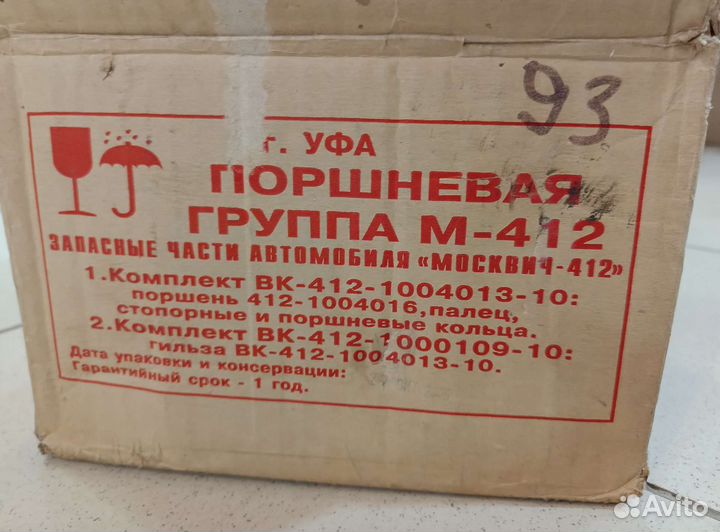 93
г. УФА
ПОРШНЕВАЯ
ГРУППА М-412
ЗАПАСНЫЕ ЧАСТИ АВТОМОБИЛЯ «МОСКВИЧ-412»
1.Комплект ВК-412-1004013-10:
поршень 412-1004016,палец,
стопорные и поршневые кольца.
2.Комплект ВК-412-1000109-10:
гильза ВК-412-1004013-10.
Дата упаковки и консервации:
Гарантийный срок - 1 год.
Avito